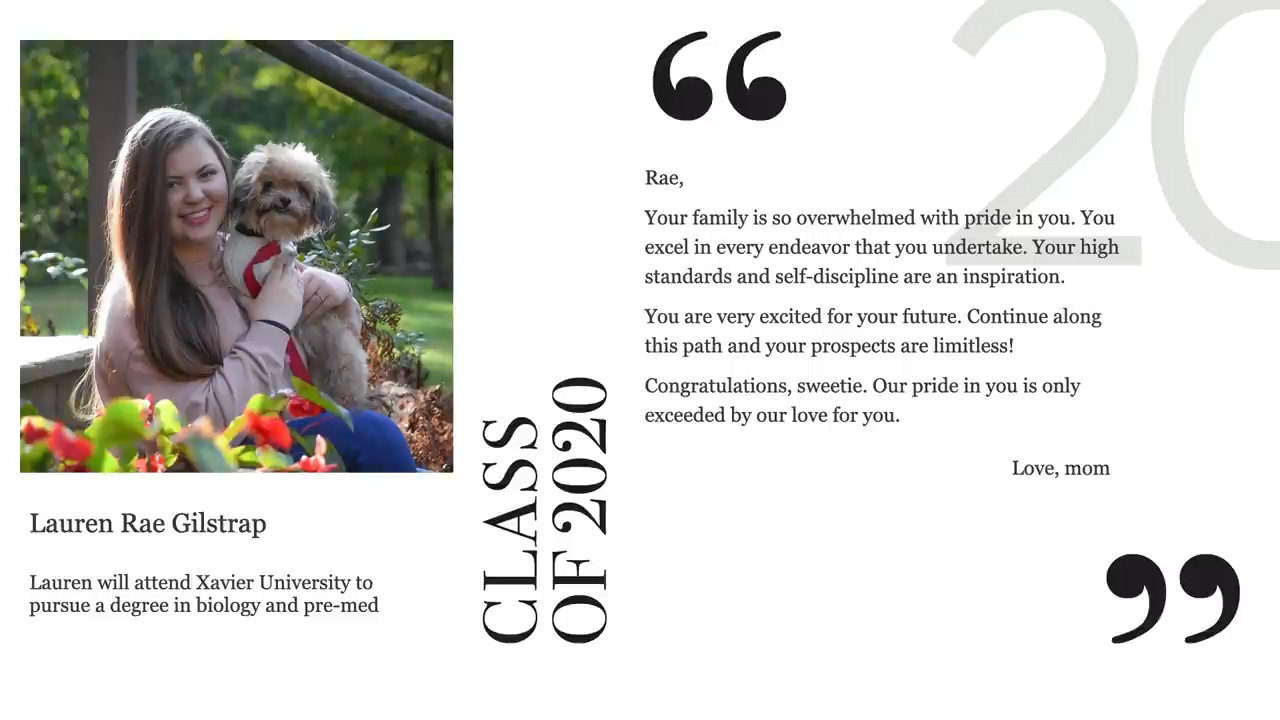 20
“
Rae,
Your family is so overwhelmed with pride in you. You
excel in every endeavor that you undertake. Your high
standards and self-discipline are an inspiration.
You are very excited for your future. Continue along
this path and your prospects are limitless!
Congratulations, sweetie. Our pride in you is only
exceeded by our love for you.
Love, mom
”
CLASS
OF 2020
Lauren Rae Gilstrap
Lauren will attend Xavier University to
pursue a degree in biology and pre-med